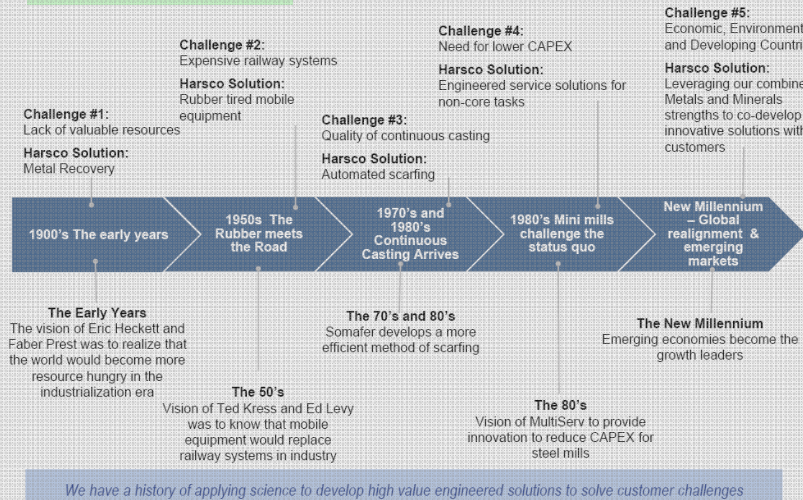 Challenge #1:
Lack of valuable resources
Harsco Solution:
Metal Recovery
Challenge #2:
Expensive railway systems
Harsco Solution:
Rubber tired mobile
equipment
Challenge #3:
Quality of continuous casting
Harsco Solution:
Automated scarfing
Challenge #4:
Need for lower CAPEX
Harsco Solution:
Engineered service solutions for
non-core tasks
Challenge #5:
Economic, Environment
and Developing Countri
Harsco Solution:
Leveraging our combine
Metals and Minerals
strengths to co-develop
innovative solutions with
customers
1900's The early years
1950s The
Rubber meets
the Road
1970's and
1980's
Continuous
Casting Arrives
1980's Mini mills
challenge the
status quo
New Millennium
– Global
realignment &
emerging
markets
The Early Years
The vision of Eric Heckett and
Faber Prest was to realize that
the world would become more
resource hungry in the
industrialization era
The 50's
Vision of Ted Kress and Ed Levy
was to know that mobile
equipment would replace
railway systems in industry
The 70's and 80's
Somafer develops a more
efficient method of scarfing
The 80's
Vision of MultiServ to provide
innovation to reduce CAPEX for
steel mills
The New Millennium
Emerging economies become the
growth leaders
We have a history of applying science to develop high value engineered solutions to solve customer challenges